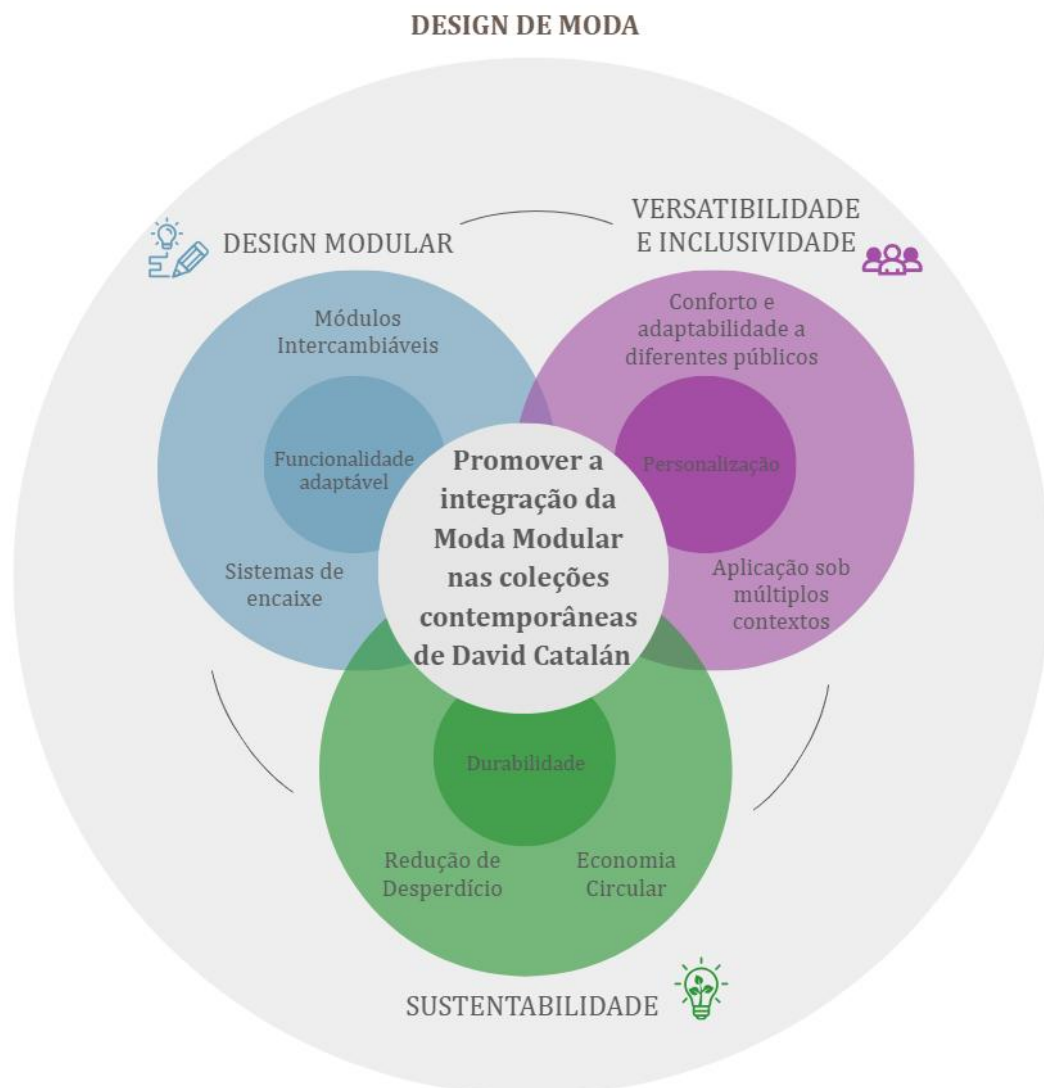 DESIGN DE MODA
DESIGN MODULAR
VERSATIBILIDADE
E INCLUSIVIDADE
Módulos
Intercambiáveis
Funcionalidade
adaptável
Sistemas de
encaixe
Conforto e
adaptabilidade a
diferentes públicos
Personalização
Aplicação sob
múltiplos
contextos
Promover a
integração da
Moda Modular
nas coleções
contemporâneas
de David Catalán
Durabilidade
Redução de
Desperdício
Economia
Circular
SUSTENTABILIDADE